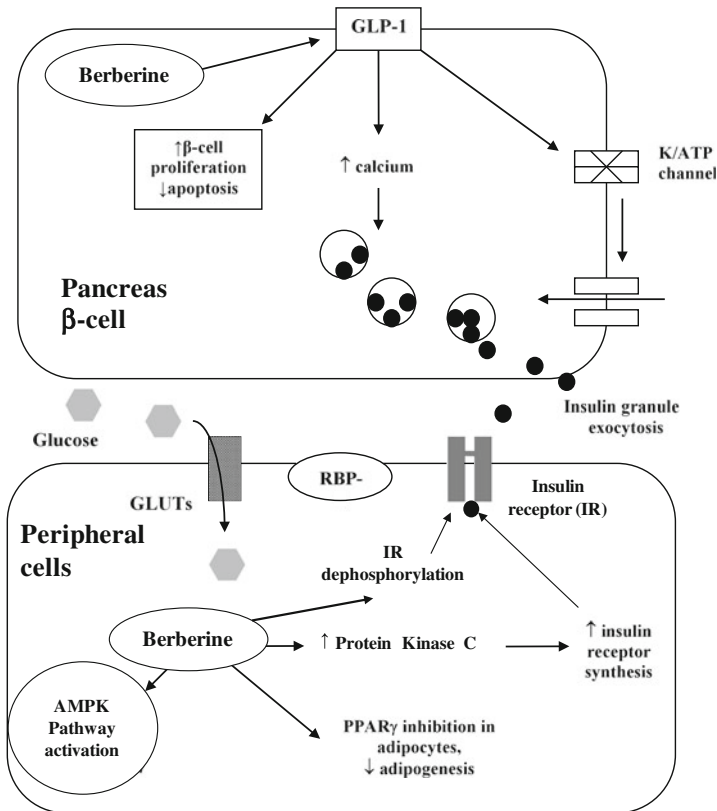 GLP-1
Berberine
↑β-cell
proliferation
↓apoptosis
↑ calcium
K/ATP
channel
Pancreas
β-cell
Insulin granule
exocytosis
Glucose
GLUTs
RBP-
Insulin
receptor (IR)
Peripheral
cells
IR
dephosphorylation
Berberine
↑ Protein Kinase C
↑ insulin
receptor
synthesis
AMPK
Pathway
activation
PPARγ inhibition in
adipocytes,
↓ adipogenesis